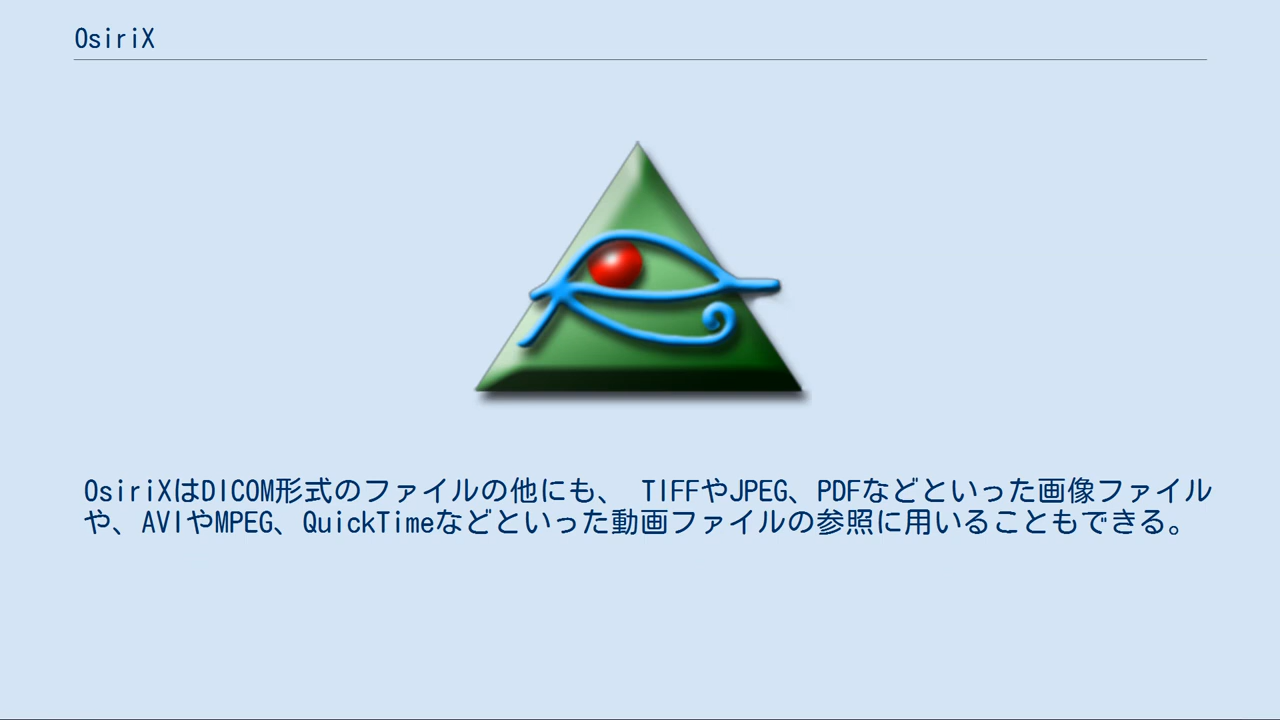 OsiriX
OsiriXはDICOM形式のファイルの他にも、 TIFFやJPEG、PDFなどといった画像ファイル
や、AVIやMPEG、QuickTimeなどといった動画ファイルの参照に用いることもできる。